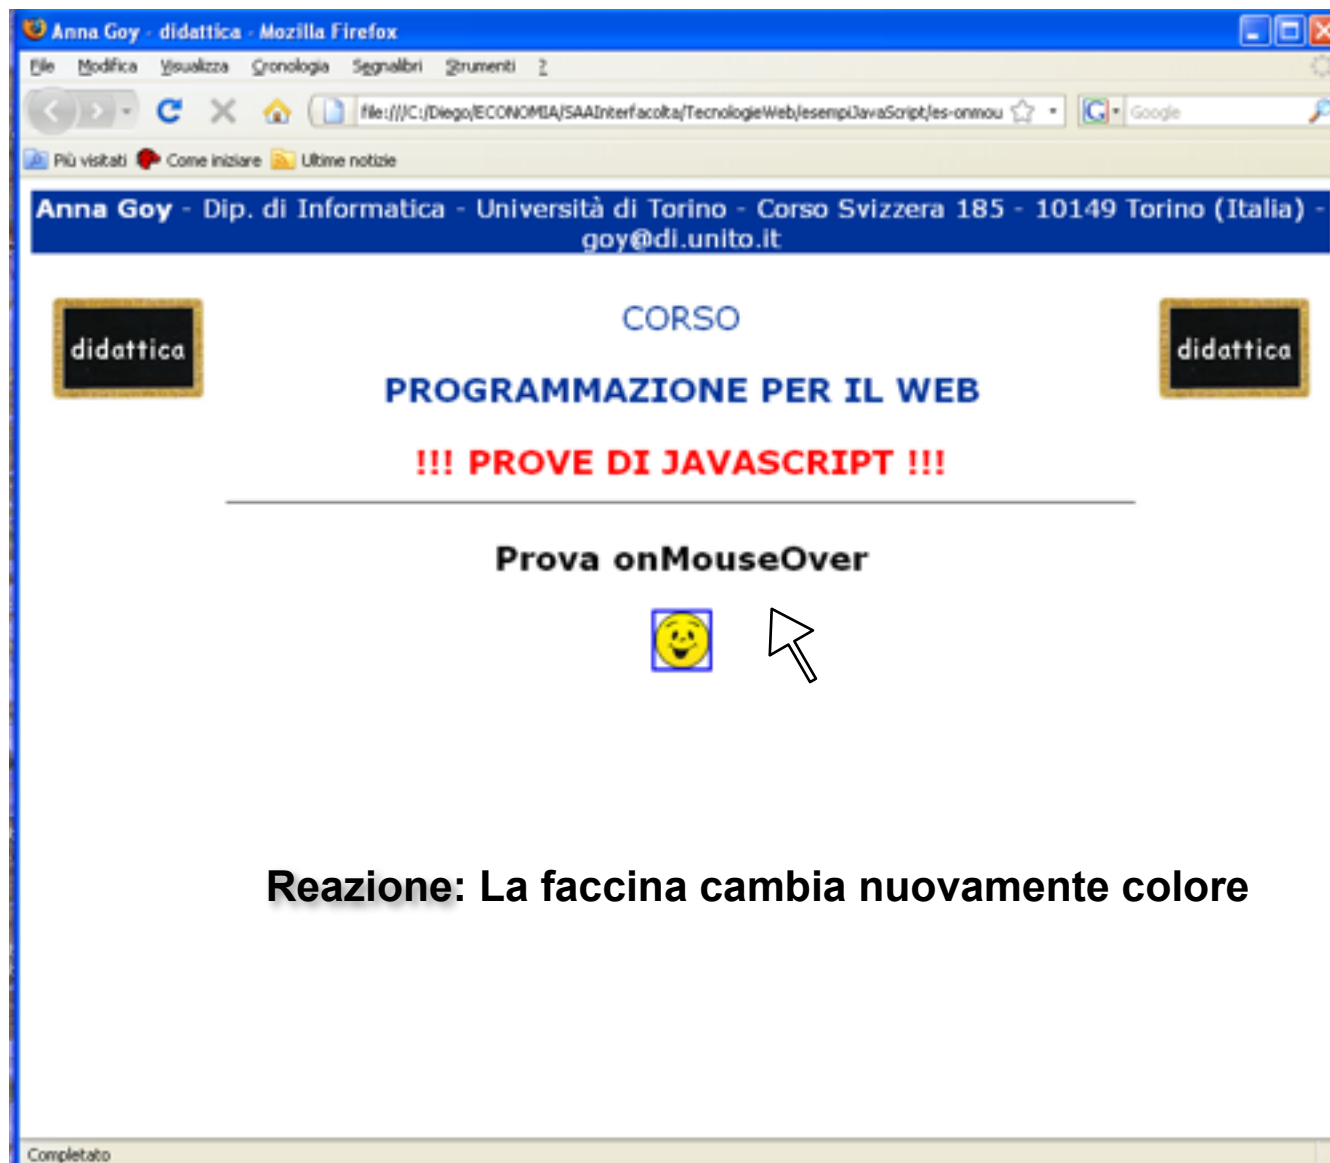 Anna Goy - didattica - Mozilla Firefox
File Modifica Visualizza Cronologia Segnalibri Strumenti ?
file:///C:/Diego/ECONOMIA/SAAInterfacolta/TecnologieWeb/esempiJavaScript/es-onmou
Google
Più visitati Come iniziare Ultime notizie
Anna Goy - Dip. di Informatica - Università di Torino - Corso Svizzera 185 - 10149 Torino (Italia) -
goy@di.unito.it
didattica
CORSO
didattica
PROGRAMMAZIONE PER IL WEB
!!! PROVE DI JAVASCRIPT !!!
Prova onMouseOver
Reazione: La faccina cambia nuovamente colore
Completato